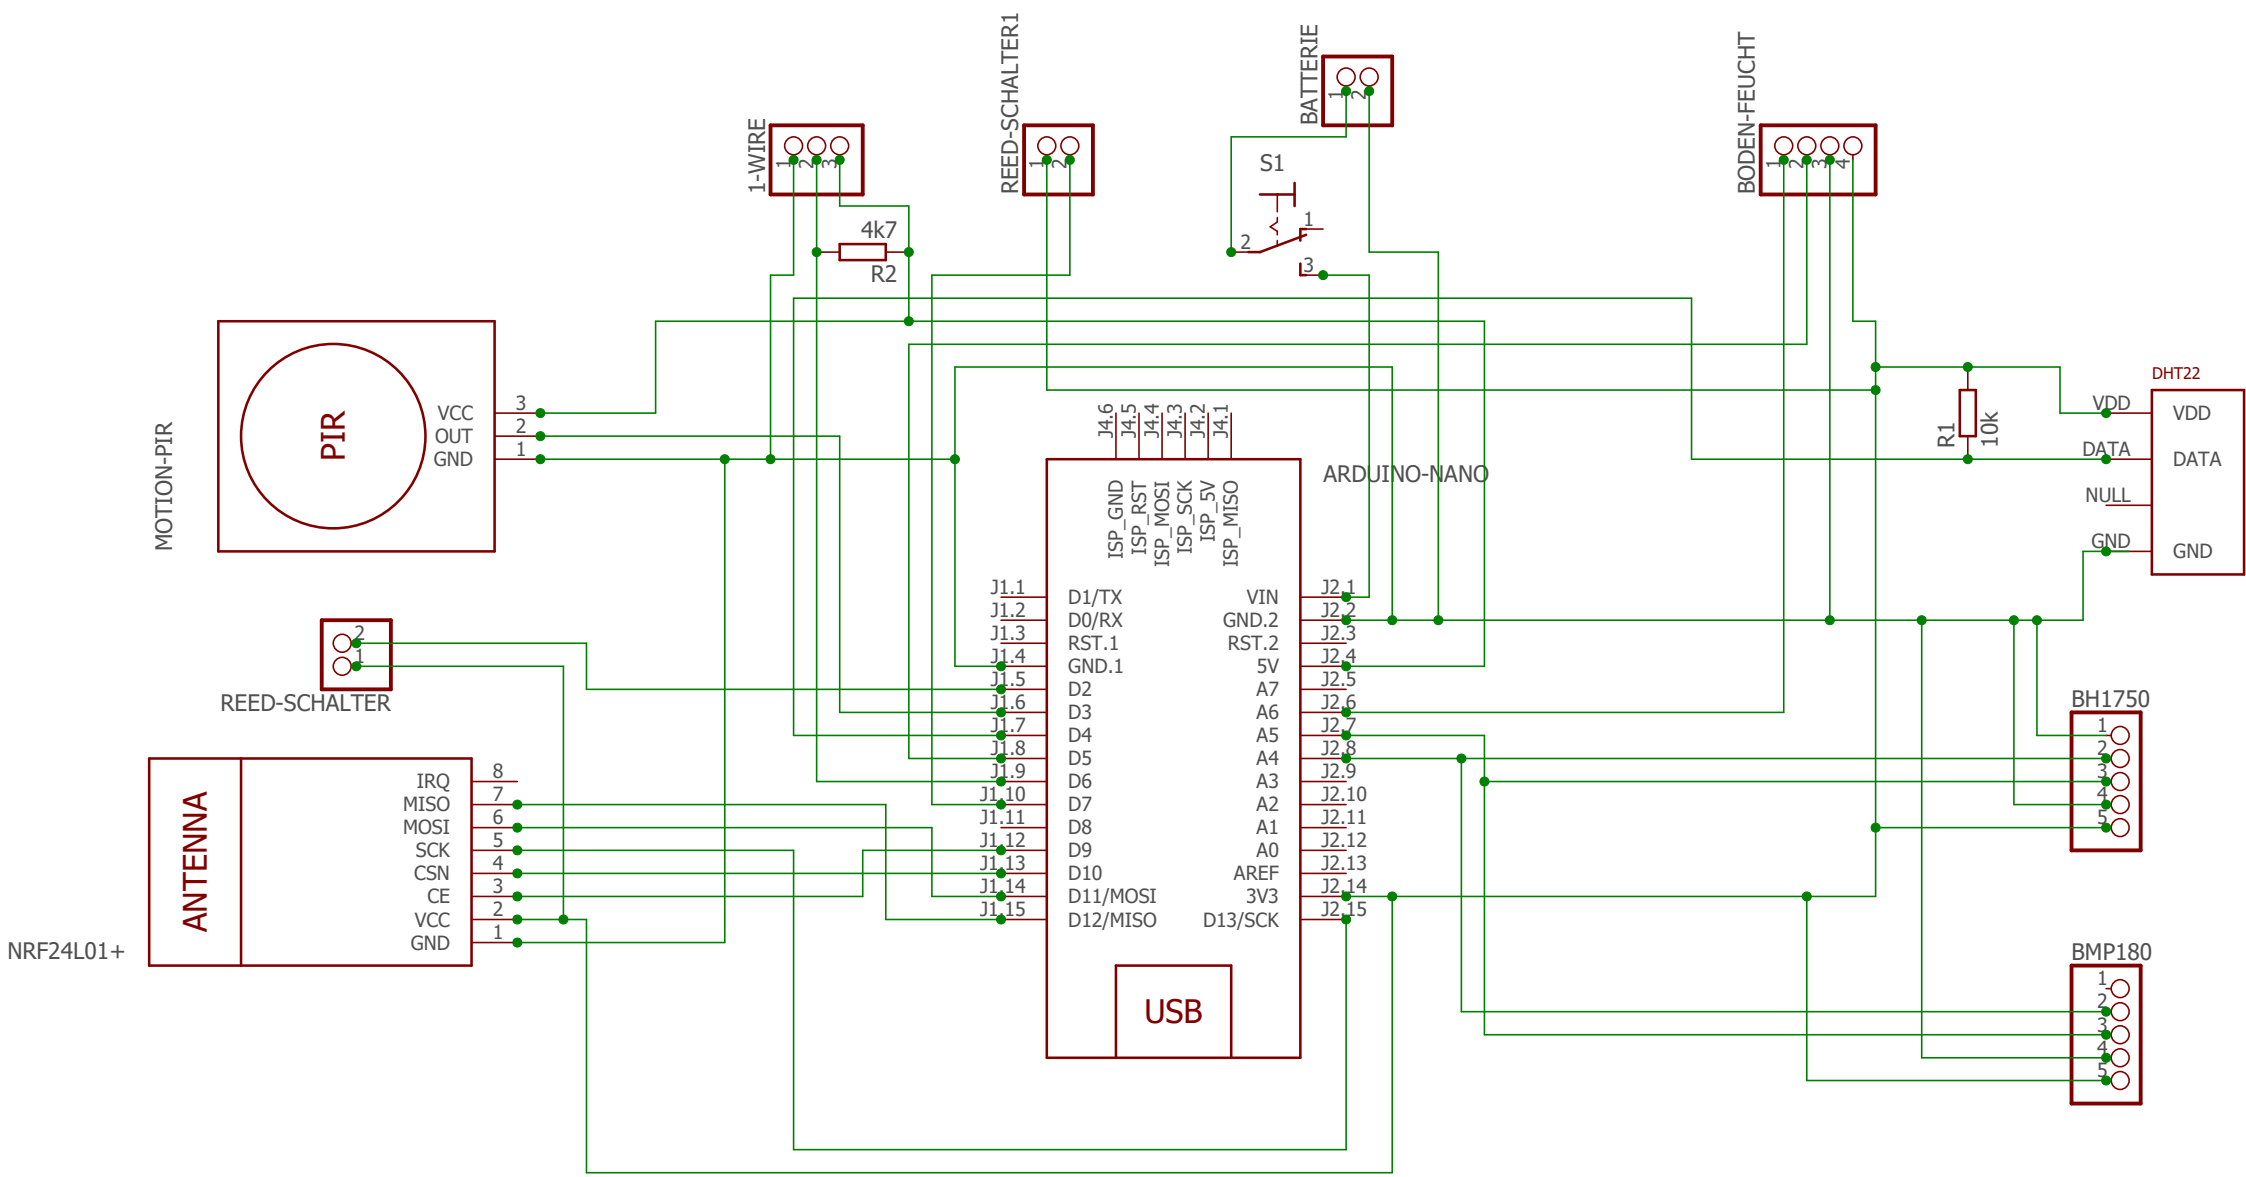 REED-SCHALTER1
1
2
BATTERIE
1
2
BODEN-FEUCHT
1
2
3
4
1-WIRE
1
2
3
S1
1
2
3
4k7
R2
MOTION-PIR
PIR
VCC 3
OUT 2
GND 1
DHT22
VDD VDD
DATA DATA
NULL
GND GND
R1
10k
ARDUINO-NANO
J4.6
J4.5
J4.4
J4.3
J4.2
J4.1
ISP_GND
ISP_RST
ISP_MOSI
ISP_SCK
ISP_5V
ISP_MISO
J1.1 D1/TX VIN J2.1
J1.2 D0/RX GND.2 J2.2
J1.3 RST.1 RST.2 J2.3
J1.4 GND.1 5V J2.4
J1.5 D2 A7 J2.5
J1.6 D3 A6 J2.6
J1.7 D4 A5 J2.7
J1.8 D5 A4 J2.8
J1.9 D6 A3 J2.9
J1.10 D7 A2 J2.10
J1.11 D8 A1 J2.11
J1.12 D9 A0 J2.12
J1.13 D10 AREF J2.13
J1.14 D11/MOSI 3V3 J2.14
J1.15 D12/MISO D13/SCK J2.15
USB
2
1
REED-SCHALTER
ANTENNA
IRQ 8
MISO 7
MOSI 6
SCK 5
CSN 4
CE 3
VCC 2
GND 1
NRF24L01+
BH1750
1
2
3
4
5
BMP180
1
2
3
4
5